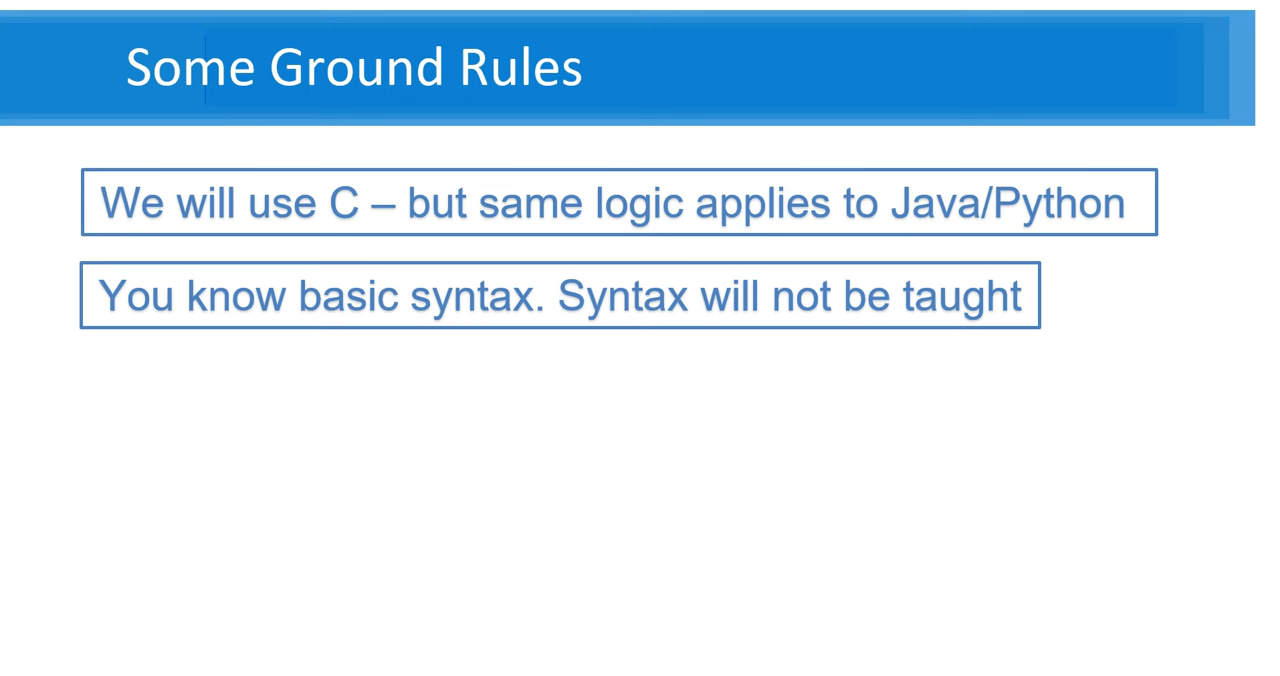 Some Ground Rules
We will use C – but same logic applies to Java/Python
You know basic syntax. Syntax will not be taught